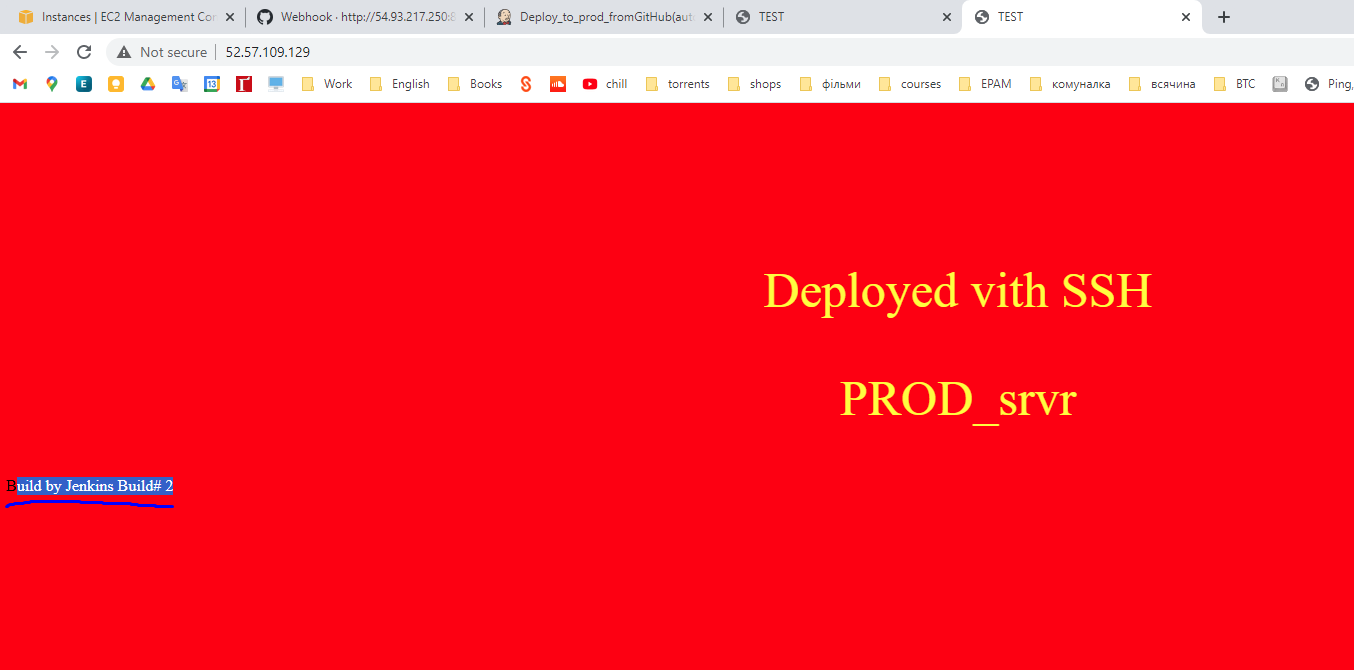 Instances | EC2 Management Con
Webhook · http://54.93.217.250:8
Deploy_to_prod_fromGitHub(aut
TEST
TEST
Not secure
52.57.109.129
13
Work
English
Books
chill
torrents
shops
фільми
courses
EPAM
комуналка
всячина
BTC
Ping,
Deployed vith SSH
PROD_srvr
Build by Jenkins Build# 2